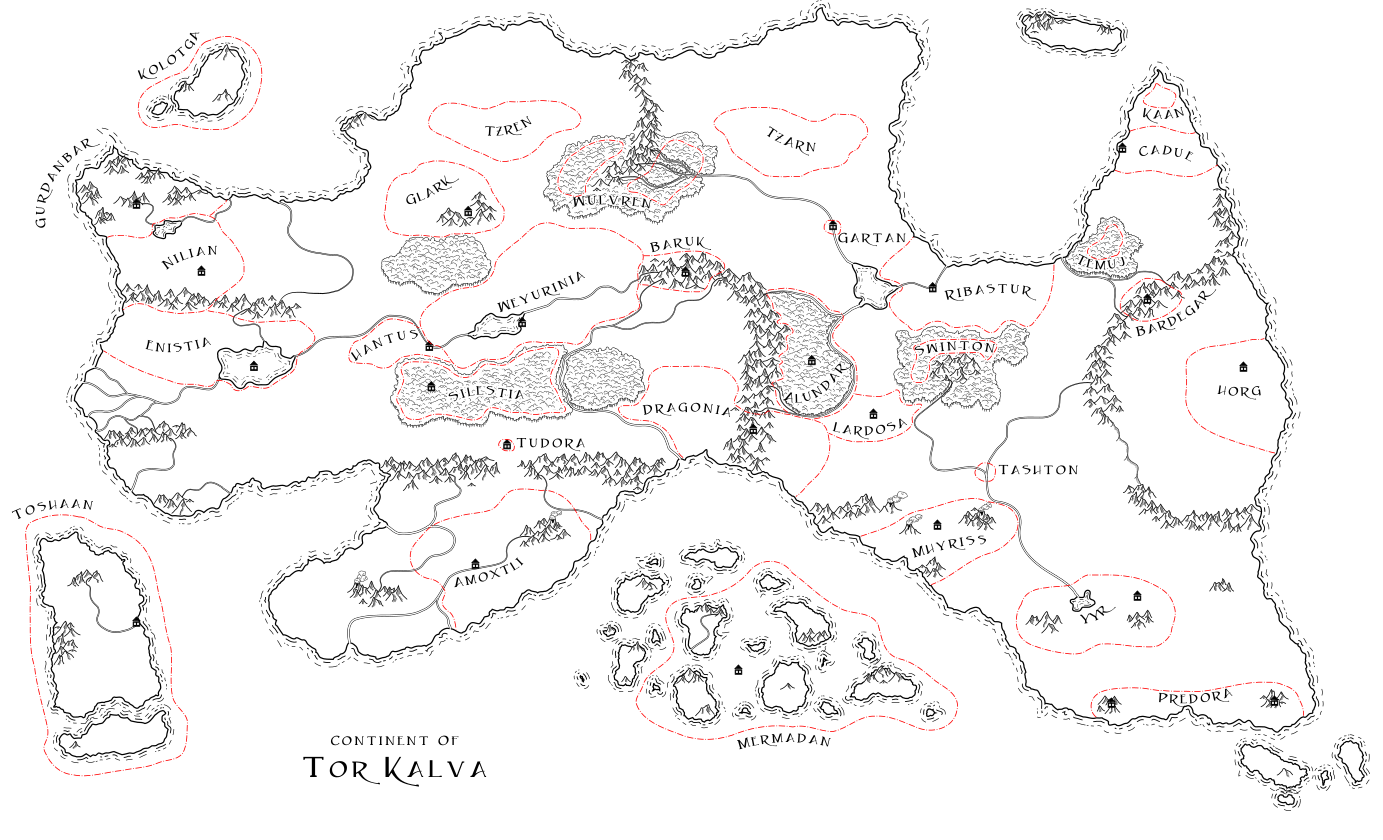 KOLOTGA
KAAN
CADUE
TZREN
TZARN
GURDANBAR
GLARK
WULVREN
NILIAN
BARUK
GARTAN
TEMUJ
WEYURINIA
RIBASTUR
BARDEGAR
ENISTIA
HANTUS
SWINTON
SILESTIA
ALUNDAR
HORG
DRAGONIA
LARDOSA
TUDORA
TASHTON
TOSHAAN
MHYRISS
AMOXTLI
YYR
PREDORA
MERMADAN
CONTINENT OF
TOR KALVA